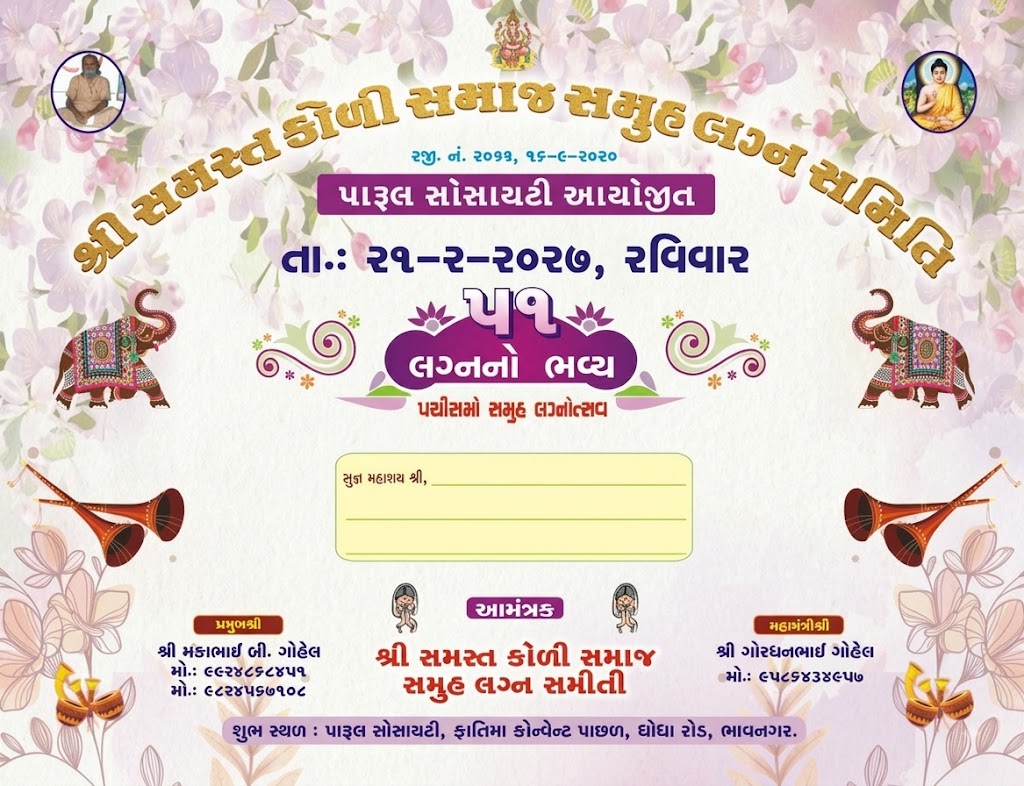 શ્રી સમસ્ત કોળી સમાજ સમુહ લગ્ન સમિતિ
રજી. નં. ૨૦૧૧, ૧૬-૯-૨૦૨૦
પારૂલ સોસાયટી આયોજીત
તા.: ૨૧-૨-૨૦૨૭, રવિવાર
૫૧
લગ્નનો ભવ્ય
પચીસમો સમુહ લગ્નોત્સવ
સુજ્ઞ મહાશય શ્રી,
આમંત્રક
શ્રી સમસ્ત કોળી સમાજ
સમુહ લગ્ન સમીતી
પ્રમુખશ્રી
શ્રી મંકાભાઈ બી. ગોહેલ
મો.: ૯૯૨૪૮૬૮૪૫૧
મો.: ૯૮૨૪૫૬૭૧૦૮
મહામંત્રીશ્રી
શ્રી ગોરધનભાઈ ગોહેલ
મો.: ૯૫૮૬૪૩૪૯૫૭
શુભ સ્થળ : પારૂલ સોસાયટી, ફાતિમા કોન્વેન્ટ પાછળ, ઘોઘા રોડ, ભાવનગર.